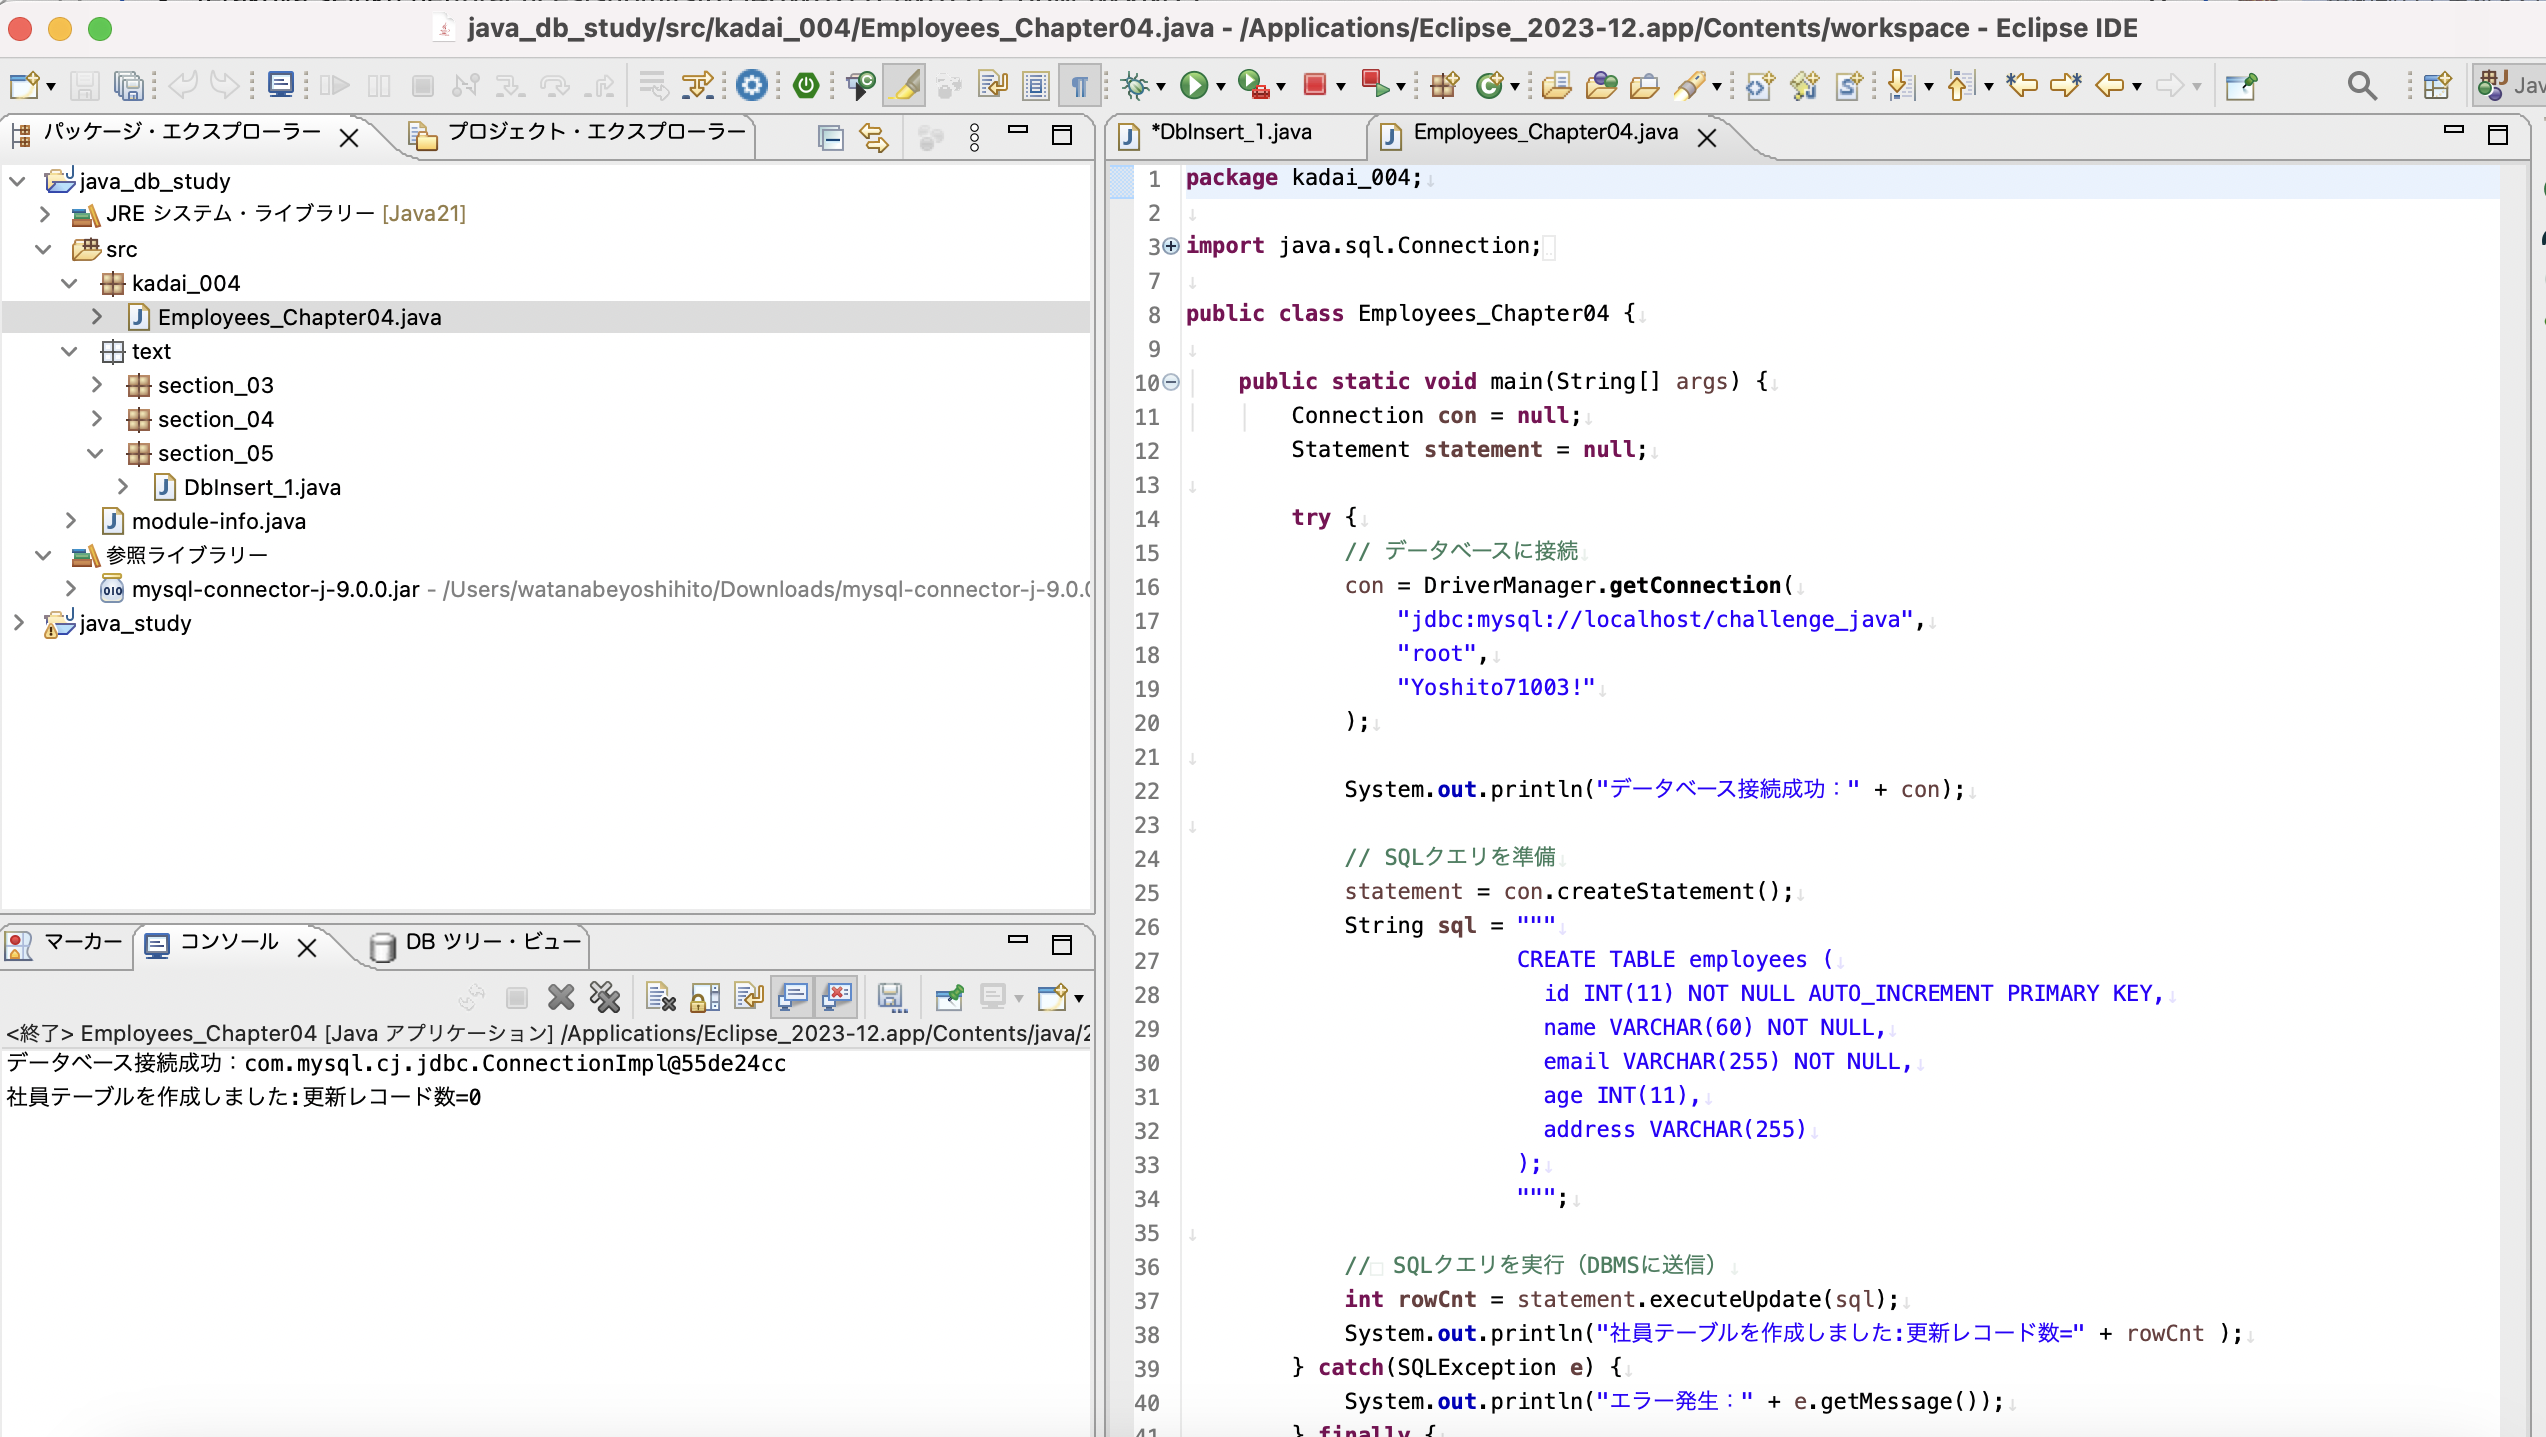 java_db_study/src/kadai_004/Employees_Chapter04.java - /Applications/Eclipse_2023-12.app/Contents/workspace - Eclipse IDE
パッケージ・エクスプローラー
プロジェクト・エクスプローラー
java_db_study
JRE システム・ライブラリー [Java21]
src
kadai_004
Employees_Chapter04.java
text
section_03
section_04
section_05
DbInsert_1.java
module-info.java
参照ライブラリー
mysql-connector-j-9.0.0.jar - /Users/watanabeyoshihito/Downloads/mysql-connector-j-9.0.0
java_study
マーカー
コンソール
DB ツリー・ビュー
<終了> Employees_Chapter04 [Java アプリケーション] /Applications/Eclipse_2023-12.app/Contents/java/2
データベース接続成功：com.mysql.cj.jdbc.ConnectionImpl@55de24cc
社員テーブルを作成しました:更新レコード数=0
*DbInsert_1.java
Employees_Chapter04.java
1 package kadai_004;
2
3 import java.sql.Connection;
7
8 public class Employees_Chapter04 {
9
10 public static void main(String[] args) {
11 Connection con = null;
12 Statement statement = null;
13
14 try {
15 // データベースに接続
16 con = DriverManager.getConnection(
17 "jdbc:mysql://localhost/challenge_java",
18 "root",
19 "Yoshito71003!"
20 );
21
22 System.out.println("データベース接続成功：" + con);
23
24 // SQLクエリを準備
25 statement = con.createStatement();
26 String sql = """
27 CREATE TABLE employees (
28 id INT(11) NOT NULL AUTO_INCREMENT PRIMARY KEY,
29 name VARCHAR(60) NOT NULL,
30 email VARCHAR(255) NOT NULL,
31 age INT(11),
32 address VARCHAR(255)
33 );
34 """;
35
36 // SQLクエリを実行（DBMSに送信）
37 int rowCnt = statement.executeUpdate(sql);
38 System.out.println("社員テーブルを作成しました:更新レコード数=" + rowCnt );
39 } catch(SQLException e) {
40 System.out.println("エラー発生：" + e.getMessage());
41 } finally {